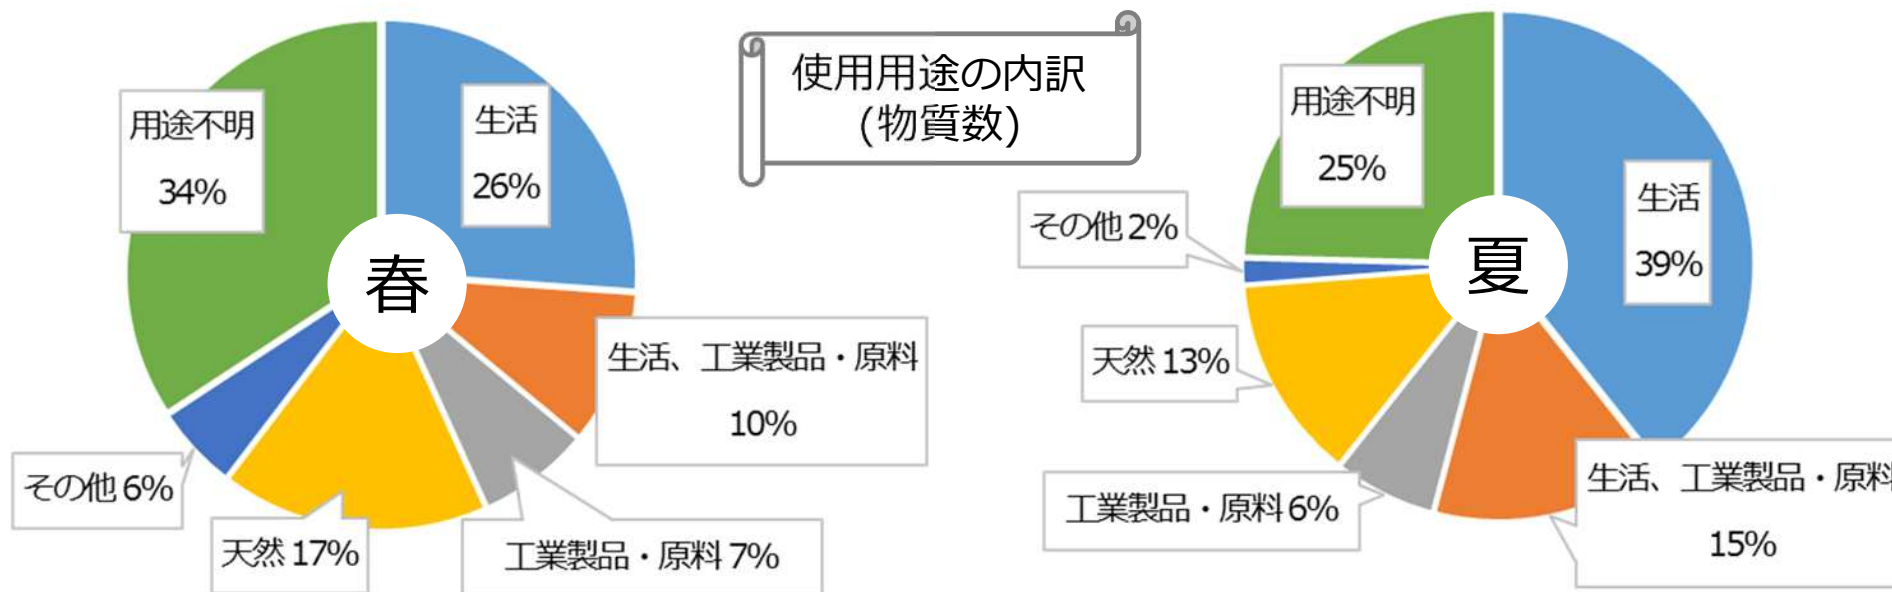 使用用途の内訳
(物質数)
用途不明
34%
生活
26%
春
生活、工業製品・原料
10%
その他 6%
天然 17%
工業製品・原料 7%
用途不明
25%
生活
39%
その他 2%
夏
天然 13%
工業製品・原料 6%
生活、工業製品・原料
15%